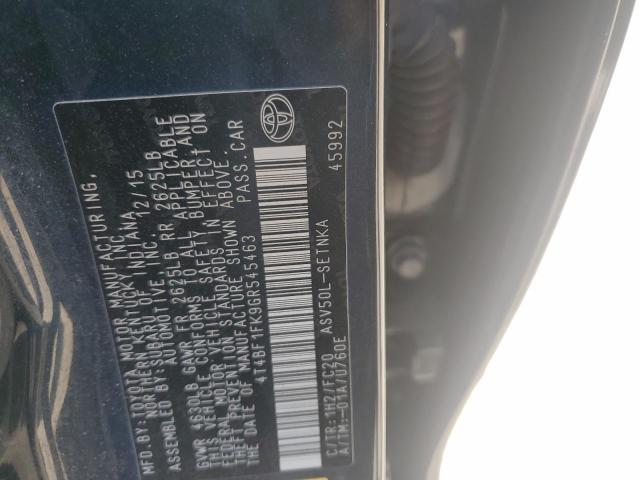 MFD.BY:TOYOTA MOTOR MANUFACTURING,
NORTHERN KENTUCKY, INC.
ASSEMBLED BY:SUBARU OF INDIANA
AUTOMOTIVE, INC. 12/15
GVWR 4630LB GAWR FR 2625LB RR 2625LB
THIS VEHICLE CONFORMS TO ALL APPLICABLE
FEDERAL MOTOR VEHICLE SAFETY, BUMPER, AND
THEFT PREVENTION STANDARDS IN EFFECT ON
THE DATE OF MANUFACTURE SHOWN ABOVE.
4T4BF1FK9GR545463 PASS.CAR
C/TR:1H2/FC20 ASV50L-SETNKA 45992
A/TM:-01A/U760E